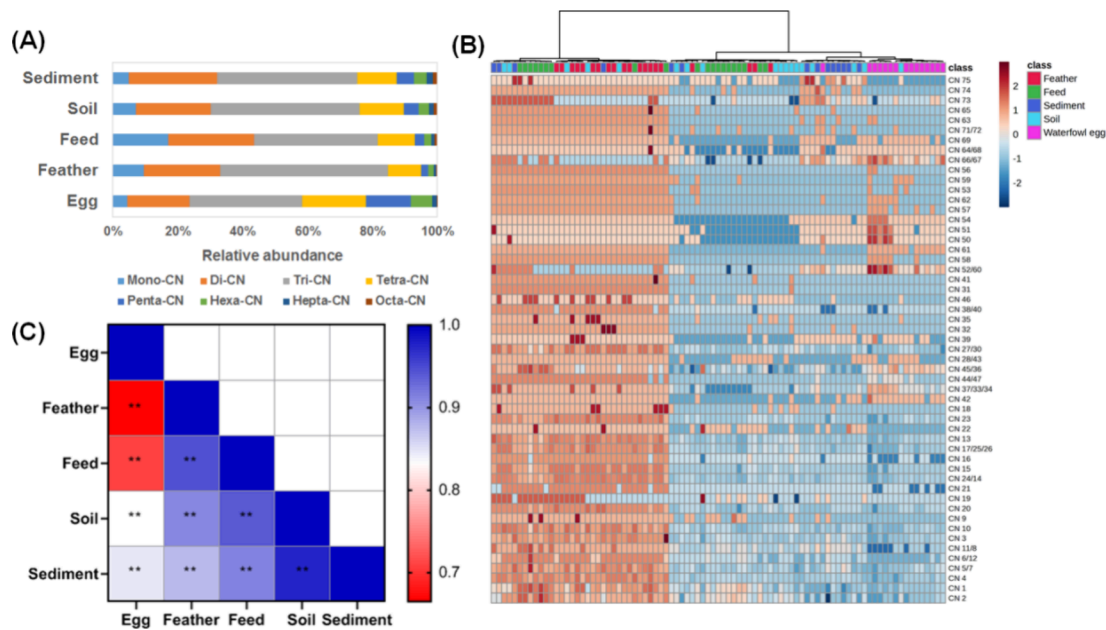 (A)
Sediment
Soil
Feed
Feather
Egg
0% 20% 40% 60% 80% 100%
Relative abundance
Mono-CN Di-CN Tri-CN Tetra-CN
Penta-CN Hexa-CN Hepta-CN Octa-CN
(B)
class
CN 75
CN 74
CN 73
CN 65
CN 63
CN 71/72
CN 69
CN 64/68
CN 66/67
CN 56
CN 59
CN 53
CN 62
CN 57
CN 54
CN 51
CN 50
CN 61
CN 58
CN 52/60
CN 41
CN 31
CN 46
CN 38/40
CN 35
CN 32
CN 39
CN 27/30
CN 28/43
CN 45/36
CN 44/47
CN 37/33/34
CN 42
CN 18
CN 23
CN 22
CN 13
CN 17/25/26
CN 16
CN 15
CN 24/14
CN 21
CN 19
CN 20
CN 9
CN 10
CN 3
CN 11/8
CN 6/12
CN 5/7
CN 4
CN 1
CN 2
2
1
0
-1
-2
class
Feather
Feed
Sediment
Soil
Waterfowl egg
(C)
Egg
Feather **
Feed ** **
Soil ** ** **
Sediment ** ** ** **
Egg Feather Feed Soil Sediment
1.0
0.9
0.8
0.7